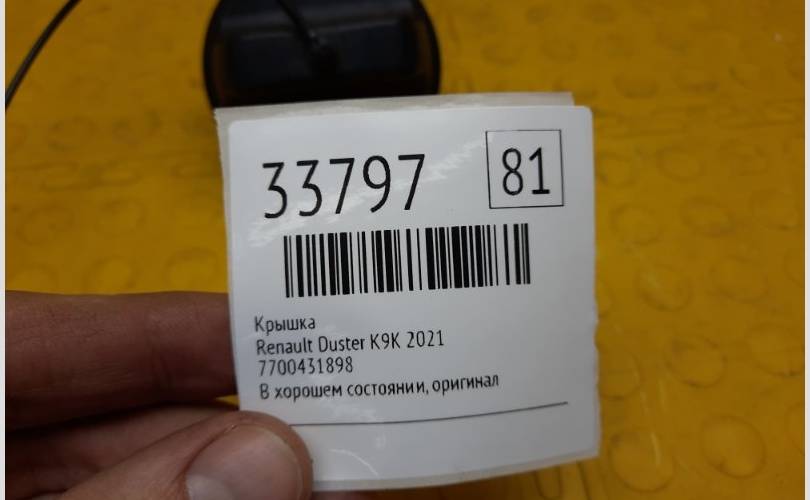 33797
81
Крышка
Renault Duster K9K 2021
7700431898
В хорошем состоянии, оригинал